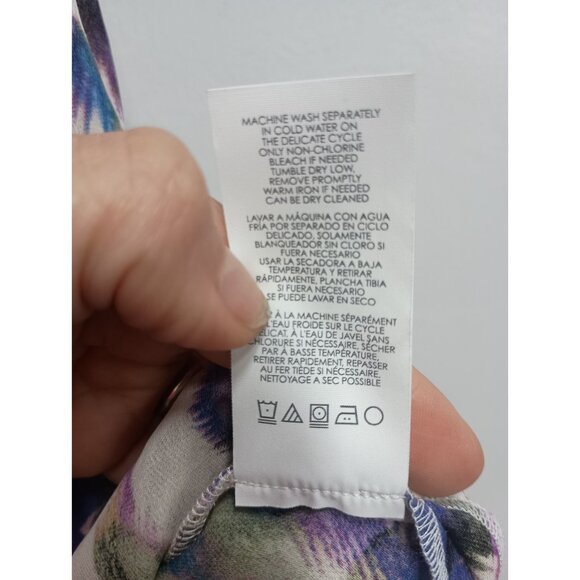 MACHINE WASH SEPARATELY
IN COLD WATER ON
THE DELICATE CYCLE
ONLY NON-CHLORINE
BLEACH IF NEEDED
TUMBLE DRY LOW,
REMOVE PROMPTLY
WARM IRON IF NEEDED
CAN BE DRY CLEANED
LAVAR A MÁQUINA CON AGUA
FRÍA POR SEPARADO EN CICLO
DELICADO, SOLAMENTE
BLANQUEADOR SIN CLORO SI
FUERA NECESARIO
USAR LA SECADORA A BAJA
TEMPERATURA Y RETIRAR
RÁPIDAMENTE, PLANCHA TIBIA
SI FUERA NECESARIO
SE PUEDE LAVAR EN SECO
À LA MACHINE SÉPARÉMENT
L'EAU FROIDE SUR LE CYCLE
DELICAT. À L'EAU DE JAVEL SANS
CHLORURE SI NÉCESSAIRE, SÉCHER
PAR À BASSE TEMPÉRATURE,
RETIRER RAPIDEMENT, REPASSER
AU FER TIÈDE SI NÉCESSAIRE.
NETTOYAGE A SEC POSSIBLE